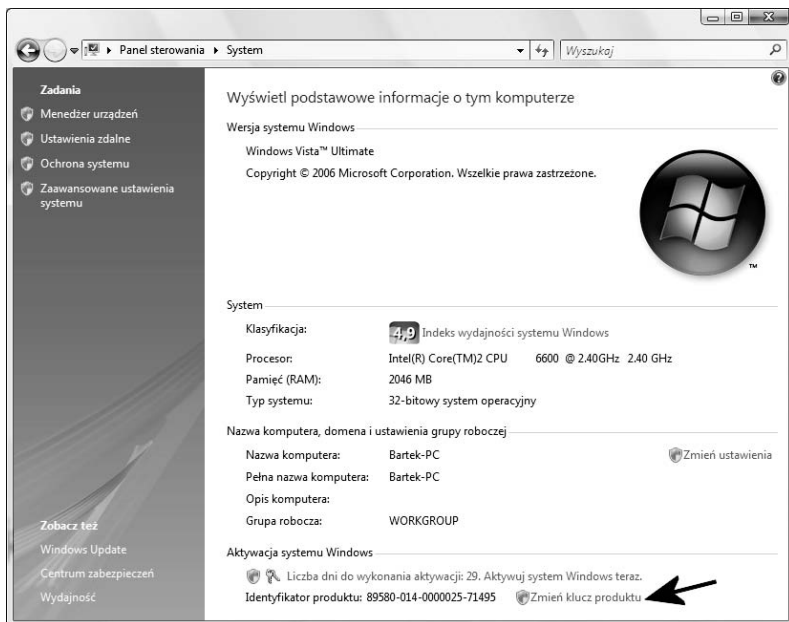 Panel sterowania System
Wyszukaj
Zadania
Menedżer urządzeń
Ustawienia zdalne
Ochrona systemu
Zaawansowane ustawienia
systemu
Zobacz też
Windows Update
Centrum zabezpieczeń
Wydajność
Wyświetl podstawowe informacje o tym komputerze
Wersja systemu Windows
Windows Vista™ Ultimate
Copyright © 2006 Microsoft Corporation. Wszelkie prawa zastrzeżone.
TM
System
Klasyfikacja: 4,9 Indeks wydajności systemu Windows
Procesor: Intel(R) Core(TM)2 CPU 6600 @ 2.40GHz 2.40 GHz
Pamięć (RAM): 2046 MB
Typ systemu: 32-bitowy system operacyjny
Nazwa komputera, domena i ustawienia grupy roboczej
Nazwa komputera: Bartek-PC Zmień ustawienia
Pełna nazwa komputera: Bartek-PC
Opis komputera:
Grupa robocza: WORKGROUP
Aktywacja systemu Windows
Liczba dni do wykonania aktywacji: 29. Aktywuj system Windows teraz.
Identyfikator produktu: 89580-014-0000025-71495 Zmień klucz produktu